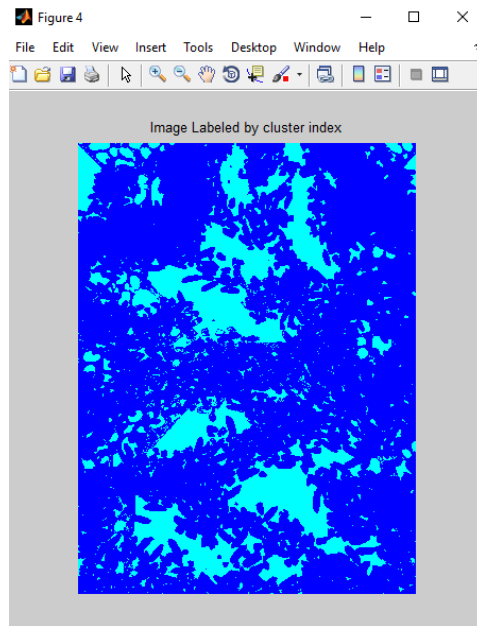 Figure 4
File Edit View Insert Tools Desktop Window Help
Image Labeled by cluster index